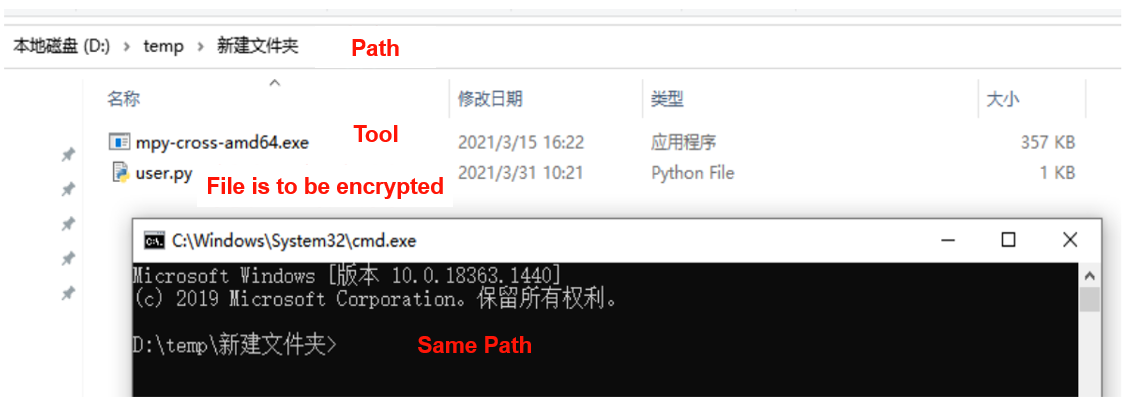 本地磁盘 (D:) › temp › 新建文件夹 Path
名称 修改日期 类型 大小
mpy-cross-amd64.exe Tool 2021/3/15 16:22 应用程序 357 KB
user.py File is to be encrypted 2021/3/31 10:21 Python File 1 KB
C:\Windows\System32\cmd.exe
Microsoft Windows [版本 10.0.18363.1440]
(c) 2019 Microsoft Corporation。保留所有权利。
D:\temp\新建文件夹> Same Path